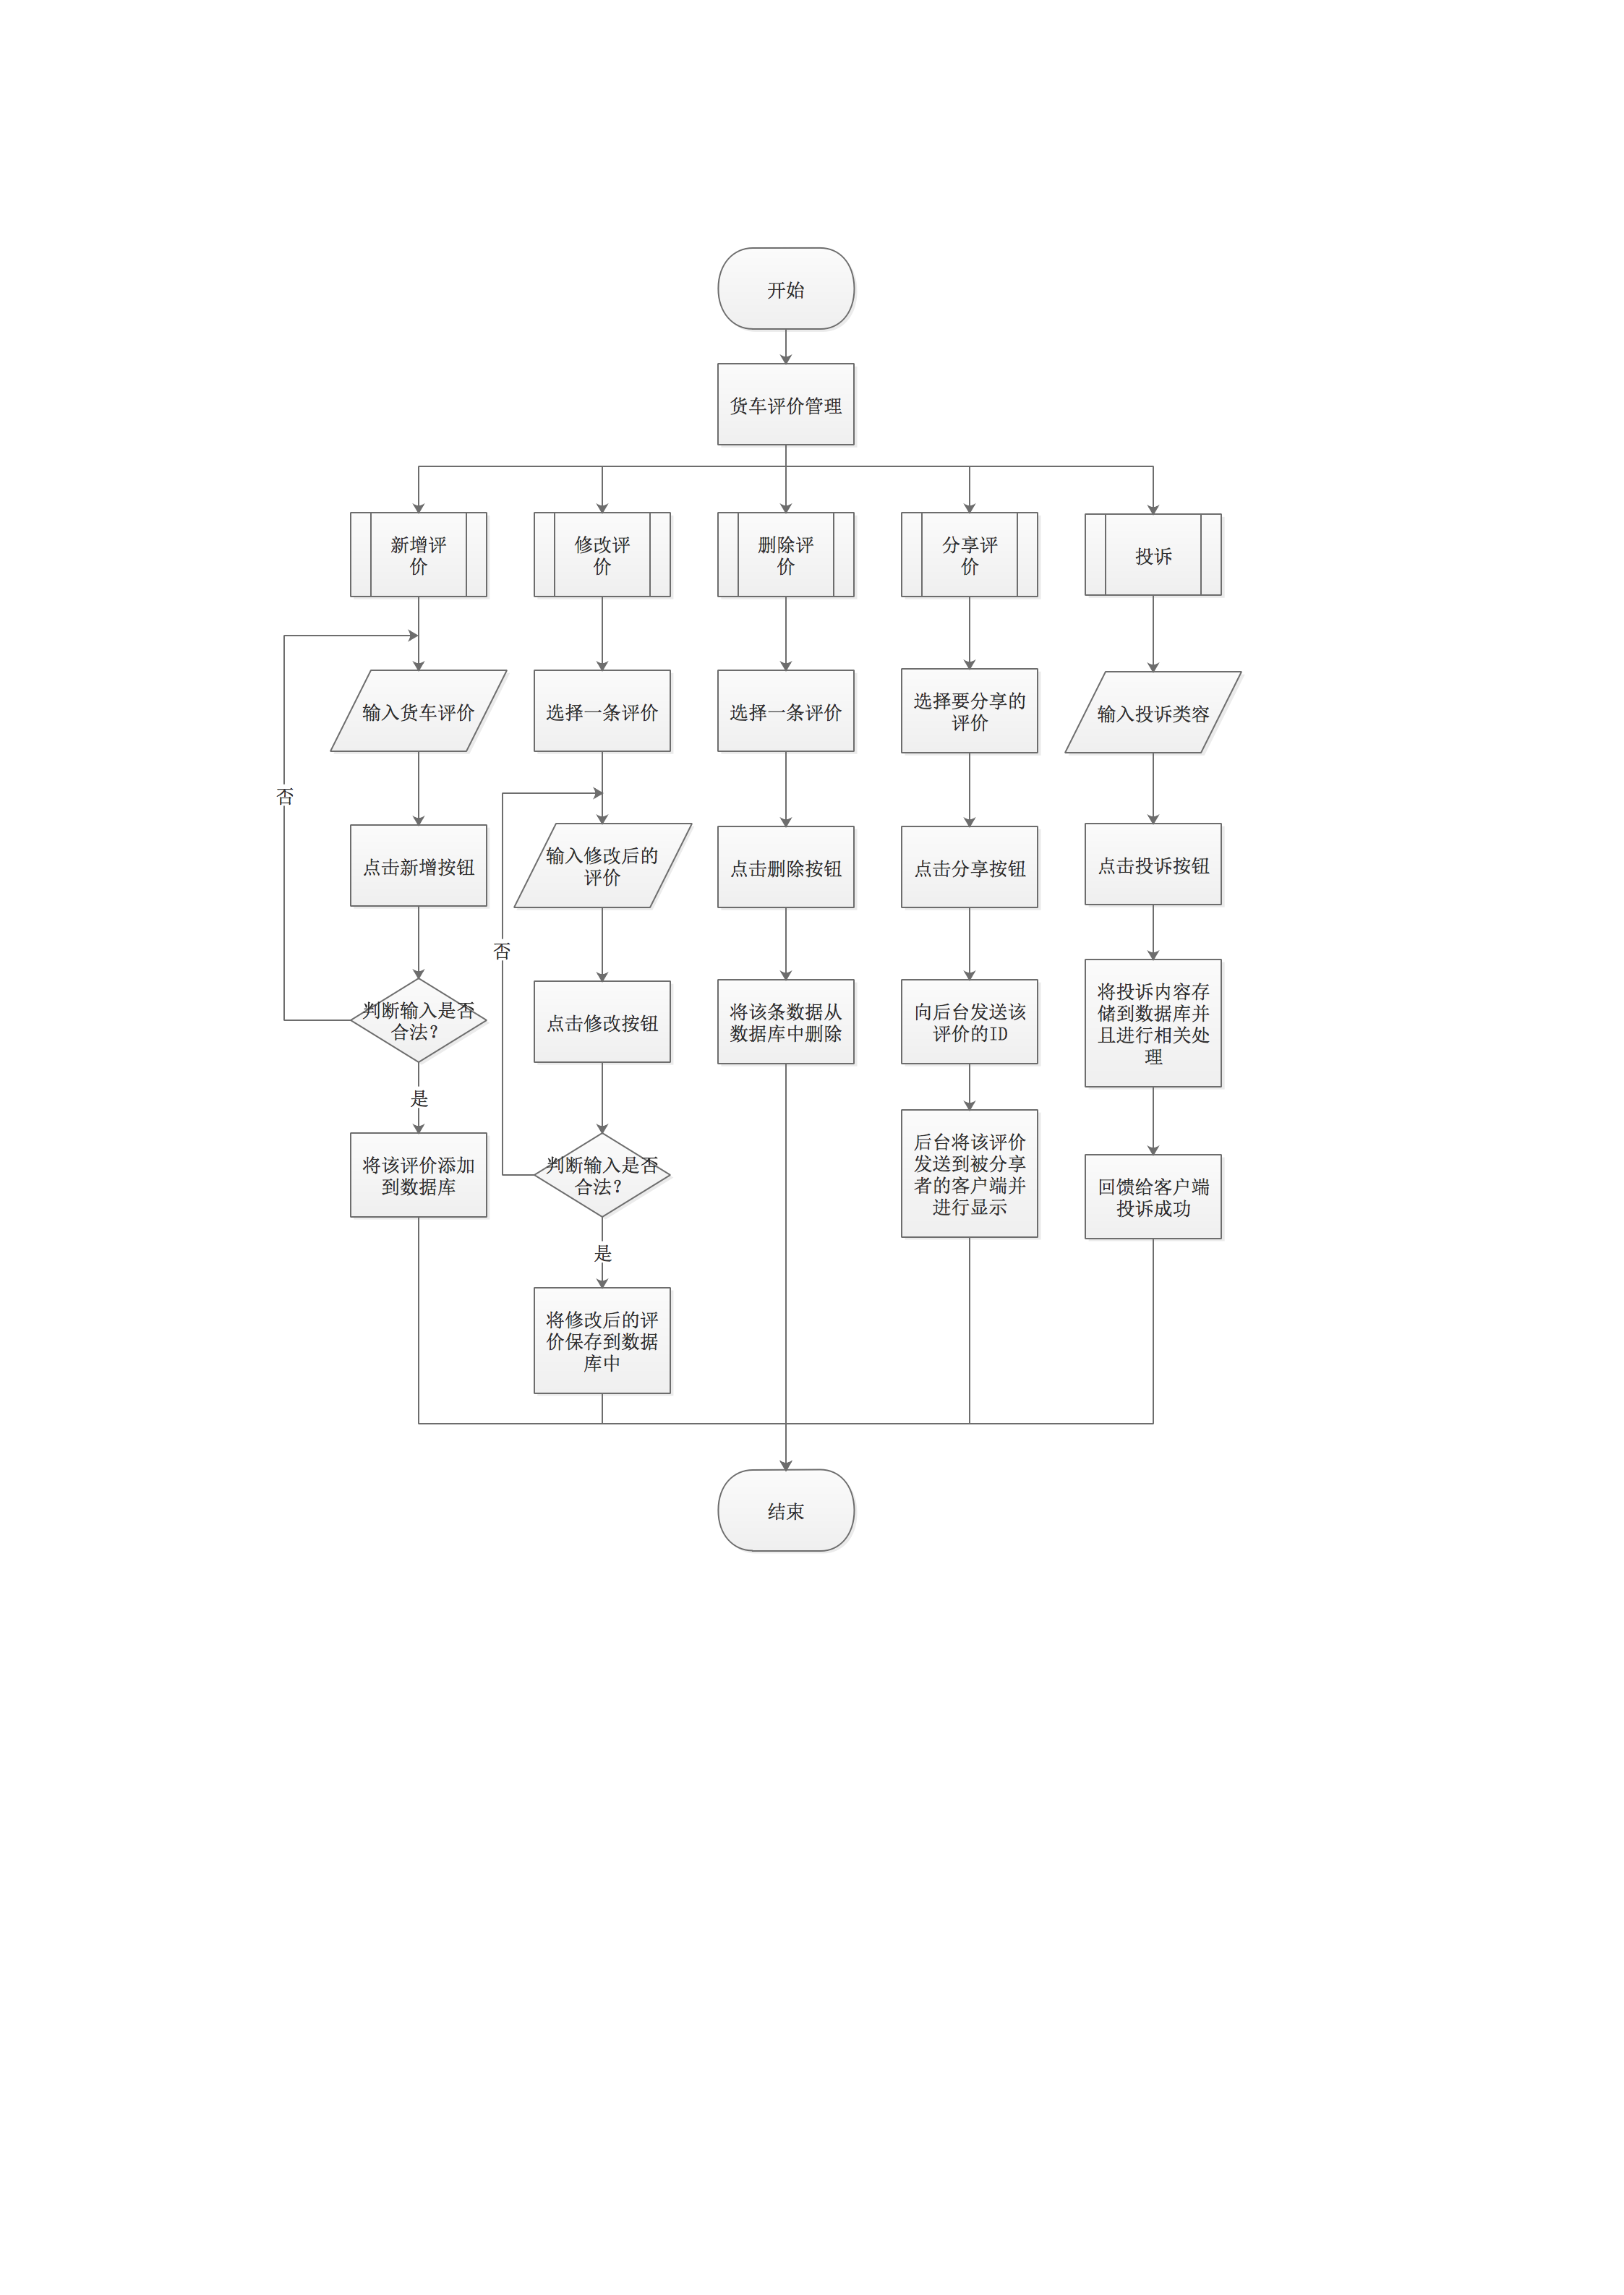 开始
货车评价管理
新增评
价
修改评
价
删除评
价
分享评
价
投诉
输入货车评价
选择一条评价
选择一条评价
选择要分享的
评价
输入投诉类容
否
点击新增按钮
输入修改后的
评价
点击删除按钮
点击分享按钮
点击投诉按钮
否
判断输入是否
合法？
点击修改按钮
将该条数据从
数据库中删除
向后台发送该
评价的ID
将投诉内容存
储到数据库并
且进行相关处
理
是
将该评价添加
到数据库
判断输入是否
合法？
后台将该评价
发送到被分享
者的客户端并
进行显示
回馈给客户端
投诉成功
是
将修改后的评
价保存到数据
库中
结束